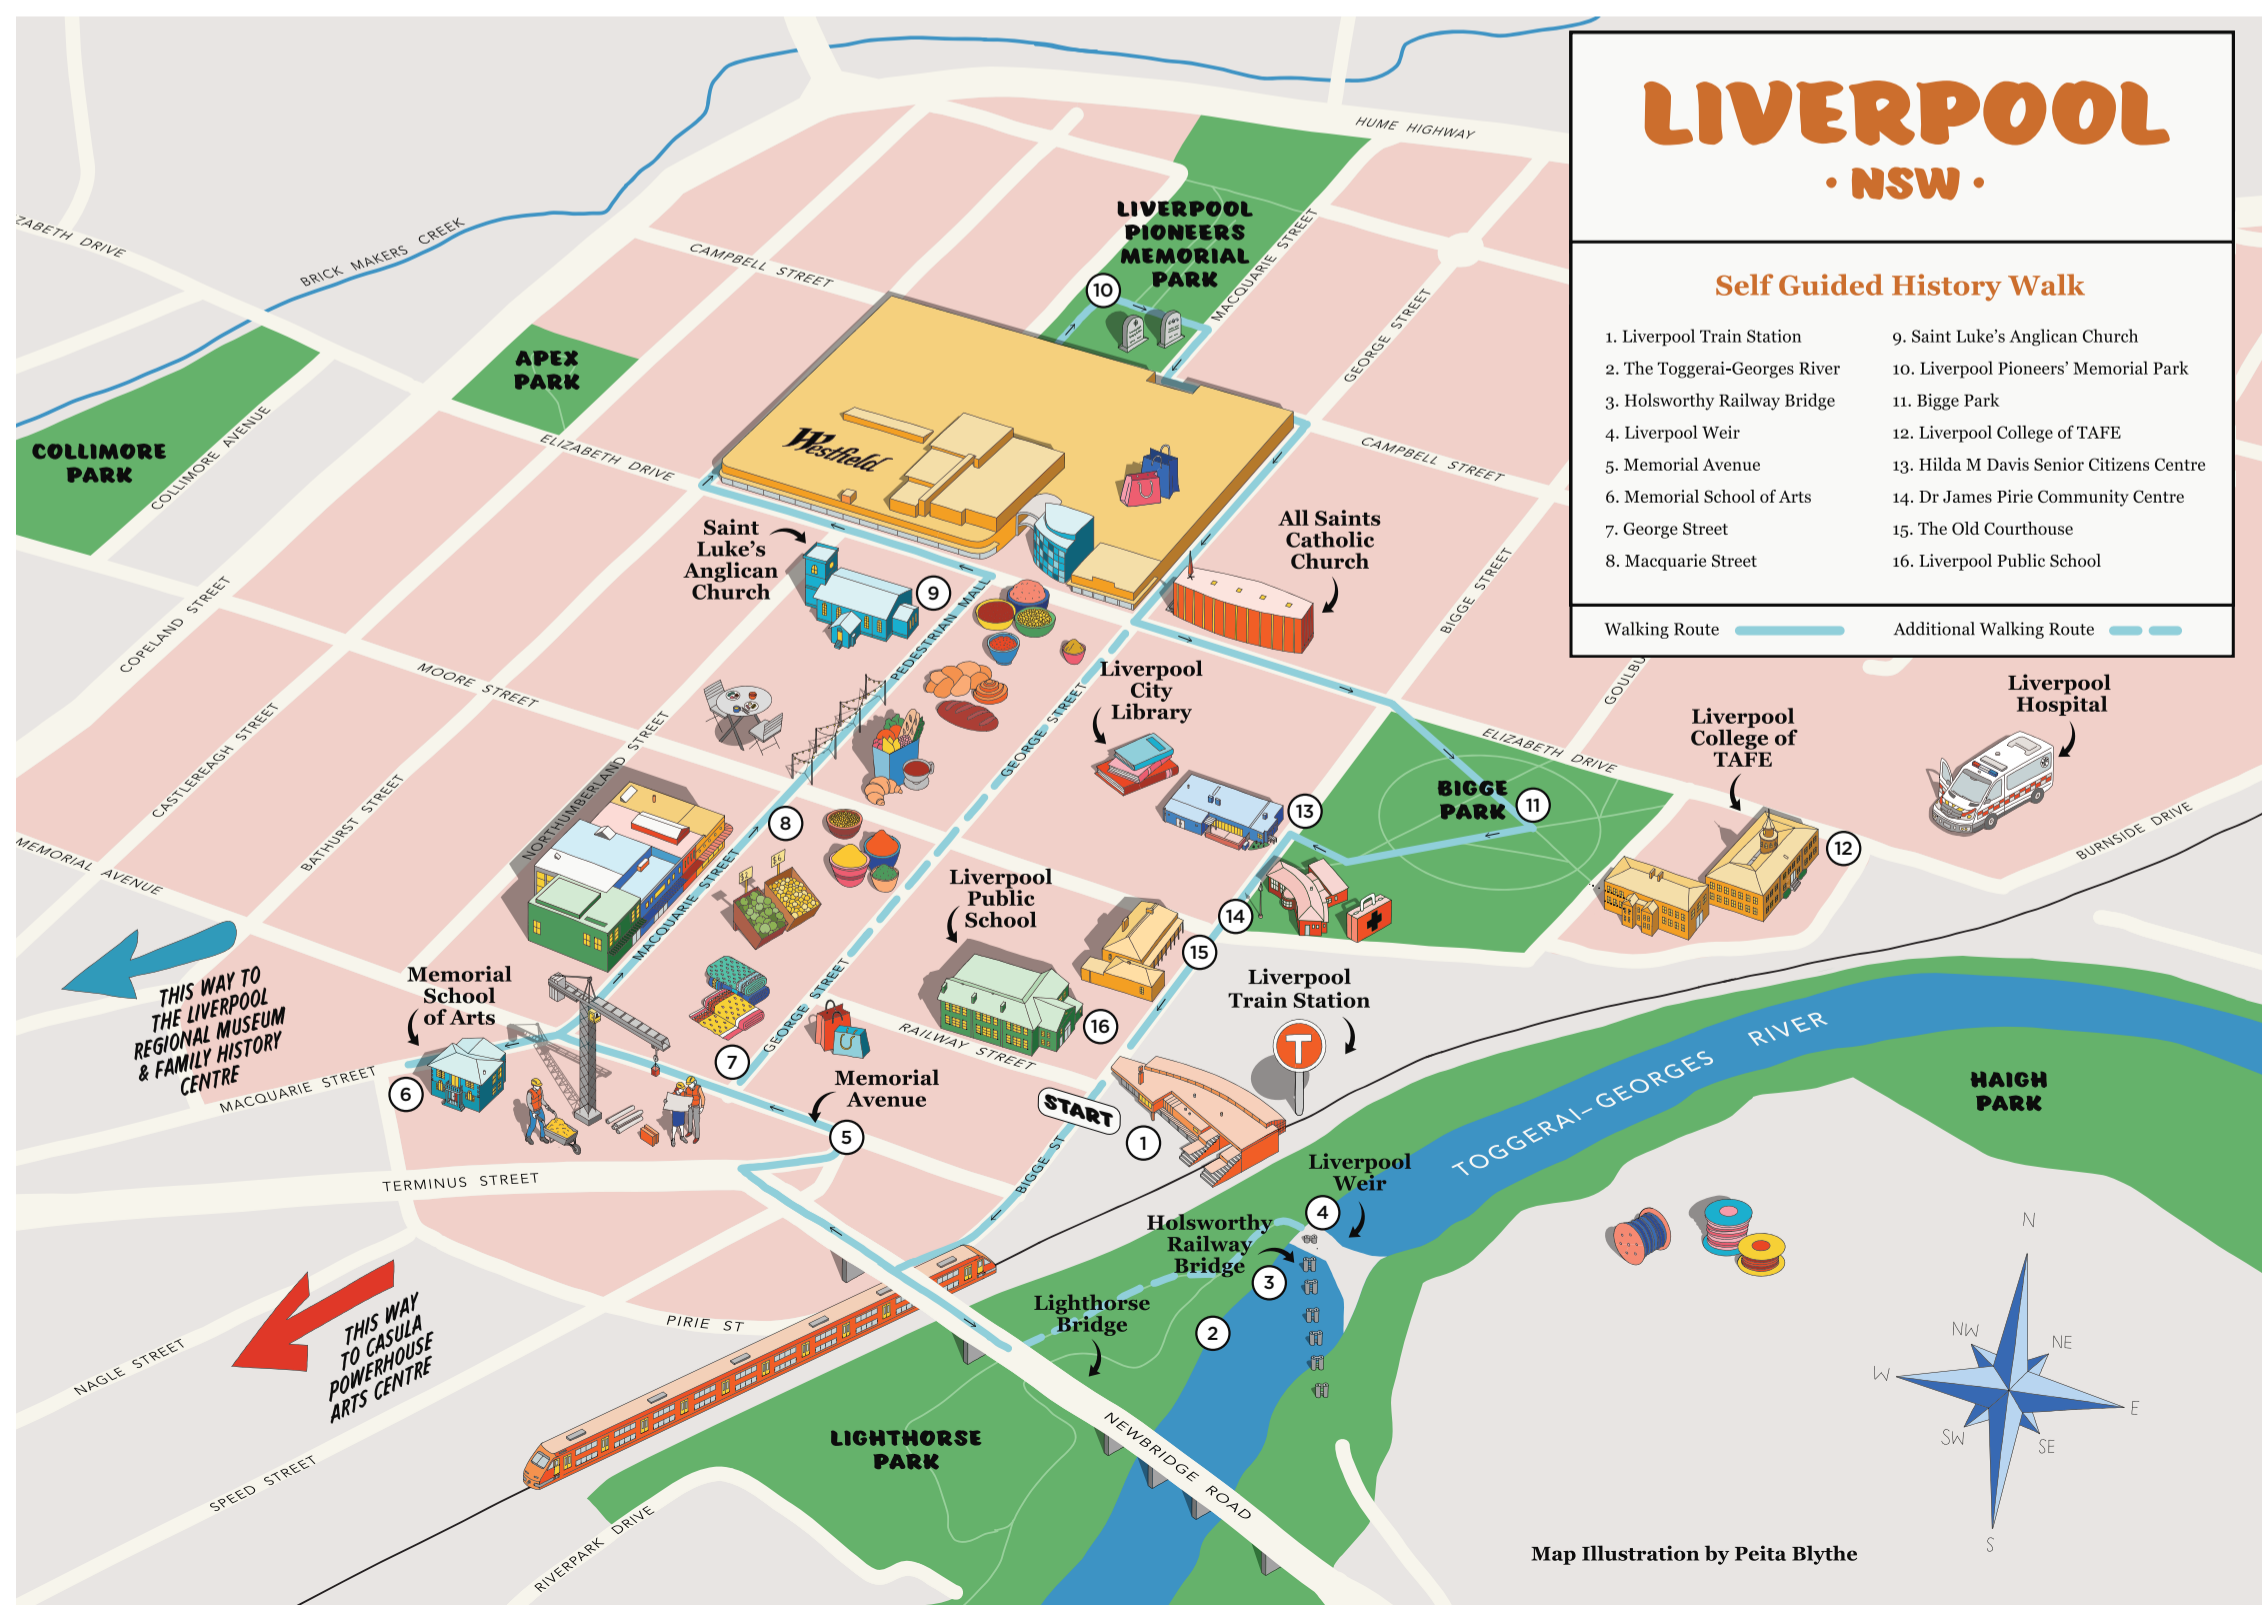 LIVERPOOL
• NSW •
Self Guided History Walk
1. Liverpool Train Station
2. The Toggerai-Georges River
3. Holsworthy Railway Bridge
4. Liverpool Weir
5. Memorial Avenue
6. Memorial School of Arts
7. George Street
8. Macquarie Street
9. Saint Luke's Anglican Church
10. Liverpool Pioneers' Memorial Park
11. Bigge Park
12. Liverpool College of TAFE
13. Hilda M Davis Senior Citizens Centre
14. Dr James Pirie Community Centre
15. The Old Courthouse
16. Liverpool Public School
Walking Route
Additional Walking Route
HUME HIGHWAY
ZABETH DRIVE
BRICK MAKERS CREEK
CAMPBELL STREET
LIVERPOOL
PIONEERS
MEMORIAL
PARK
10
MACQUARIE STREET
GEORGE STREET
APEX
PARK
COLLIMORE
PARK
COLLIMORE AVENUE
ELIZABETH DRIVE
Westfield
CAMPBELL STREET
Saint
Luke's
Anglican
Church
9
All Saints
Catholic
Church
BIGGE STREET
COPELAND STREET
PEDESTRIAN MALL
MOORE STREET
Liverpool
City
Library
GEORGE STREET
GOULBU
Liverpool
College of
TAFE
Liverpool
Hospital
ELIZABETH DRIVE
CASTLEREAGH STREET
BATHURST STREET
NORTHUMBERLAND STREET
8
13
BIGGE
PARK
11
12
BURNSIDE DRIVE
MEMORIAL AVENUE
MACQUARIE STREET
Liverpool
Public
School
14
15
16
THIS WAY TO
THE LIVERPOOL
REGIONAL MUSEUM
& FAMILY HISTORY
CENTRE
Memorial
School
of Arts
GEORGE STREET
RAILWAY STREET
Liverpool
Train Station
T
7
MACQUARIE STREET
6
Memorial
Avenue
5
START
1
TOGGERAI-GEORGES RIVER
HAIGH
PARK
TERMINUS STREET
BIGGE ST
Liverpool
Weir
4
Holsworthy
Railway
Bridge
3
Lighthorse
Bridge
2
THIS WAY
TO CASULA
POWERHOUSE
ARTS CENTRE
PIRIE ST
NAGLE STREET
SPEED STREET
LIGHTHORSE
PARK
NEWBRIDGE ROAD
RIVERPARK DRIVE
N
NW
NE
W
E
SW
SE
S
Map Illustration by Peita Blythe